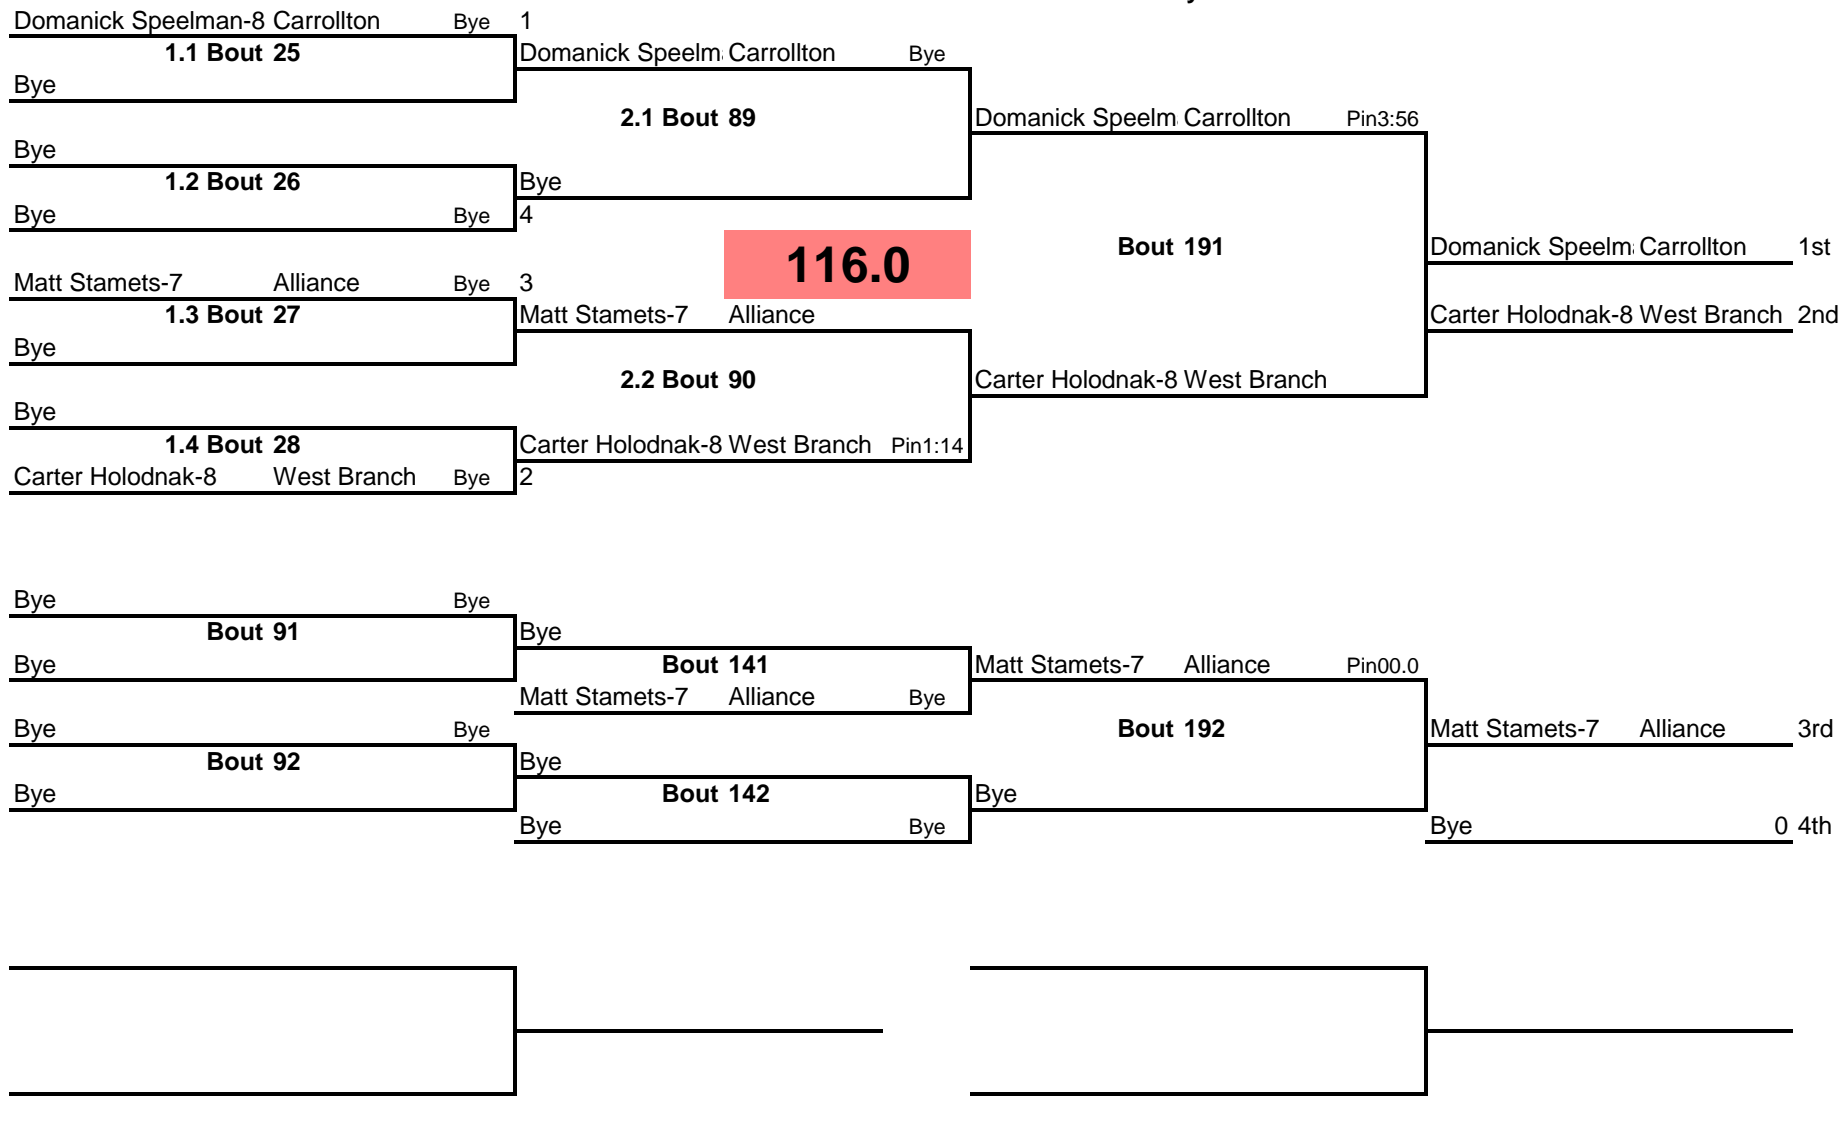 Domanick Speelman-8 Carrollton Bye 1
1.1 Bout 25 Domanick Speelm Carrollton Bye
Bye
2.1 Bout 89 Domanick Speelm Carrollton Pin3:56
Bye
1.2 Bout 26 Bye
Bye Bye 4
116.0 Bout 191 Domanick Speelm Carrollton 1st
Matt Stamets-7 Alliance Bye 3
1.3 Bout 27 Matt Stamets-7 Alliance Carter Holodnak-8 West Branch 2nd
Bye
2.2 Bout 90 Carter Holodnak-8 West Branch
Bye
1.4 Bout 28 Carter Holodnak-8 West Branch Pin1:14
Carter Holodnak-8 West Branch Bye 2
Bye Bye
Bout 91 Bye
Bye Bout 141 Matt Stamets-7 Alliance Pin00.0
Matt Stamets-7 Alliance Bye
Bye Bye Bout 192 Matt Stamets-7 Alliance 3rd
Bout 92 Bye
Bye Bout 142 Bye
Bye Bye Bye 0 4th